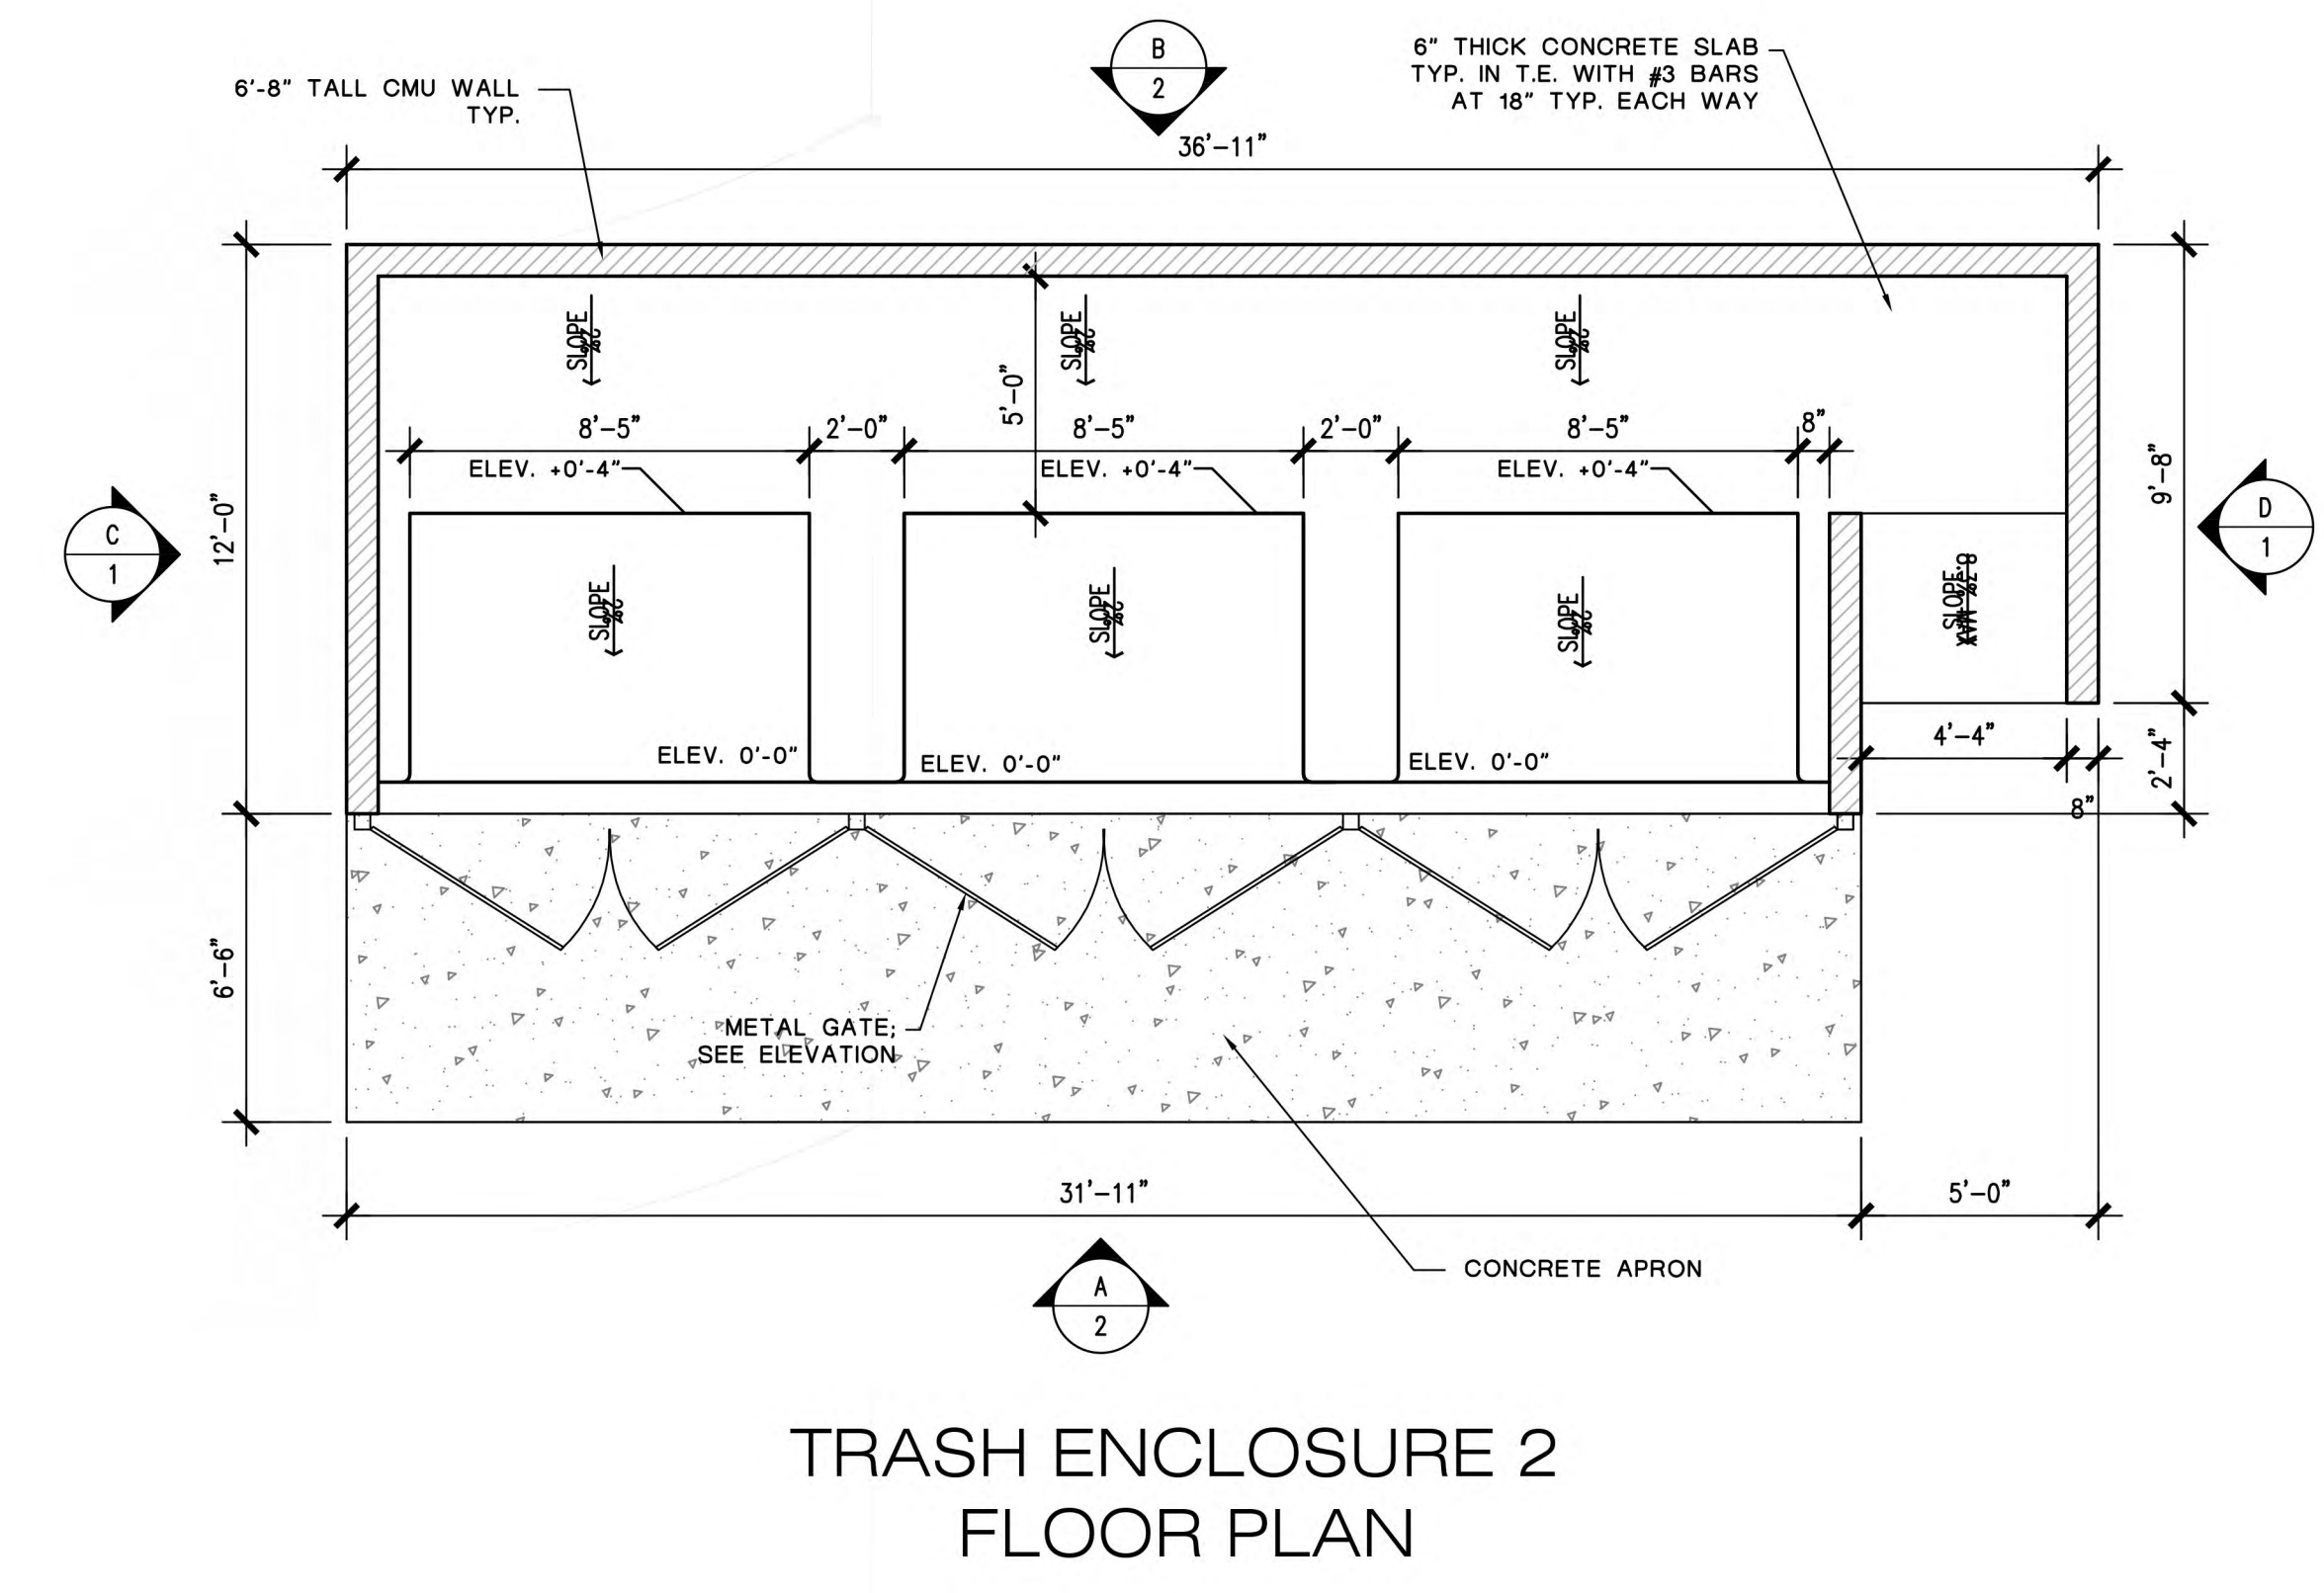 B
2
6" THICK CONCRETE SLAB
TYP. IN T.E. WITH #3 BARS
AT 18" TYP. EACH WAY
6'-8" TALL CMU WALL
TYP.
36'-11"
SLOPE
SLOPE
SLOPE
5'-0"
8'-5"
2'-0"
8'-5"
2'-0"
8'-5"
8"
ELEV. +0'-4"
ELEV. +0'-4"
ELEV. +0'-4"
12'-0"
9'-8"
C
1
D
1
SLOPE
SLOPE
SLOPE
SLOPE
4'-4"
2'-4"
8"
ELEV. 0'-0"
ELEV. 0'-0"
ELEV. 0'-0"
6'-6"
METAL GATE;
SEE ELEVATION
31'-11"
5'-0"
CONCRETE APRON
A
2
TRASH ENCLOSURE 2
FLOOR PLAN